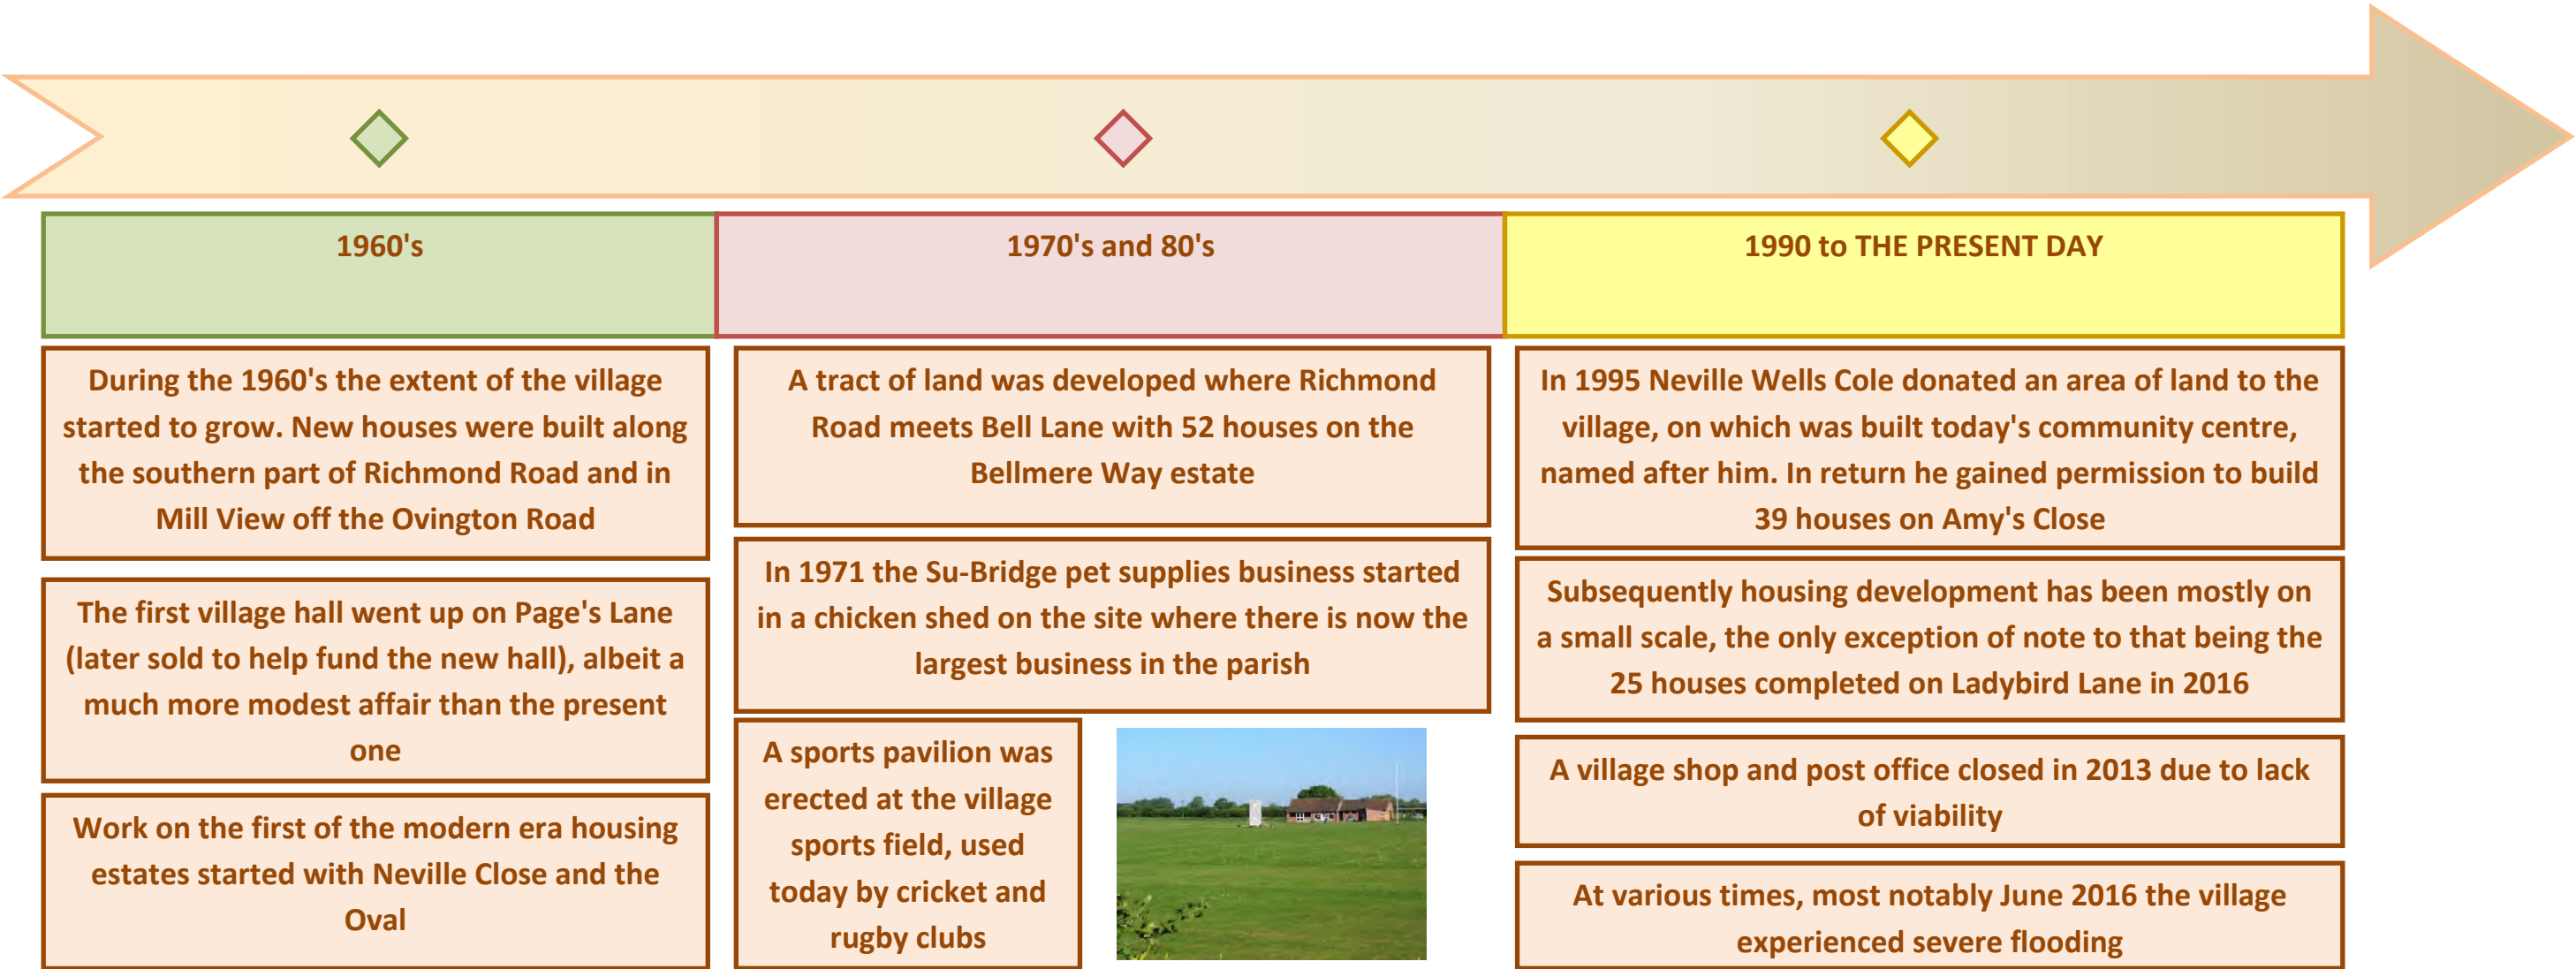 1960's
1970's and 80's
1990 to THE PRESENT DAY
During the 1960's the extent of the village
started to grow. New houses were built along
the southern part of Richmond Road and in
Mill View off the Ovington Road
The first village hall went up on Page's Lane
(later sold to help fund the new hall), albeit a
much more modest affair than the present
one
Work on the first of the modern era housing
estates started with Neville Close and the
Oval
A tract of land was developed where Richmond
Road meets Bell Lane with 52 houses on the
Bellmere Way estate
In 1971 the Su-Bridge pet supplies business started
in a chicken shed on the site where there is now the
largest business in the parish
A sports pavilion was
erected at the village
sports field, used
today by cricket and
rugby clubs
In 1995 Neville Wells Cole donated an area of land to the
village, on which was built today's community centre,
named after him. In return he gained permission to build
39 houses on Amy's Close
Subsequently housing development has been mostly on
a small scale, the only exception of note to that being the
25 houses completed on Ladybird Lane in 2016
A village shop and post office closed in 2013 due to lack
of viability
At various times, most notably June 2016 the village
experienced severe flooding